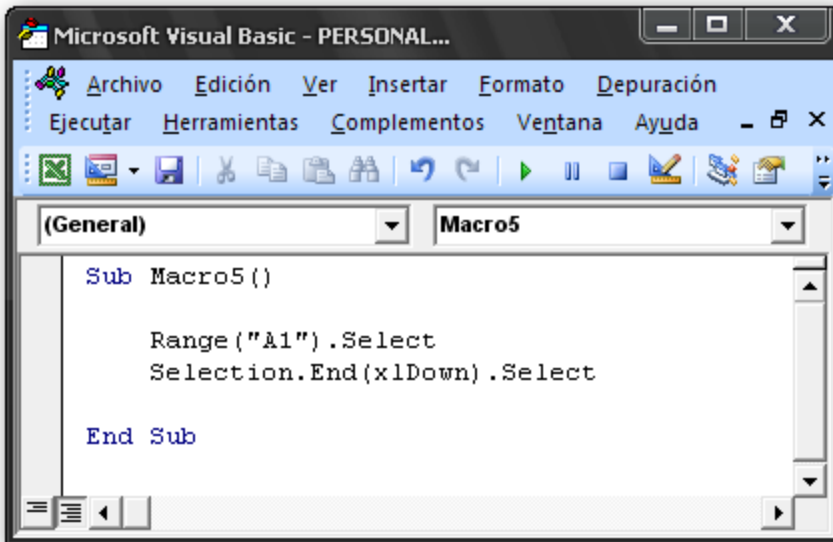 Microsoft Visual Basic - PERSONAL...
Archivo Edición Ver Insertar Formato Depuración
Ejecutar Herramientas Complementos Ventana Ayuda
(General) Macro5
Sub Macro5()
Range("A1").Select
Selection.End(xlDown).Select
End Sub